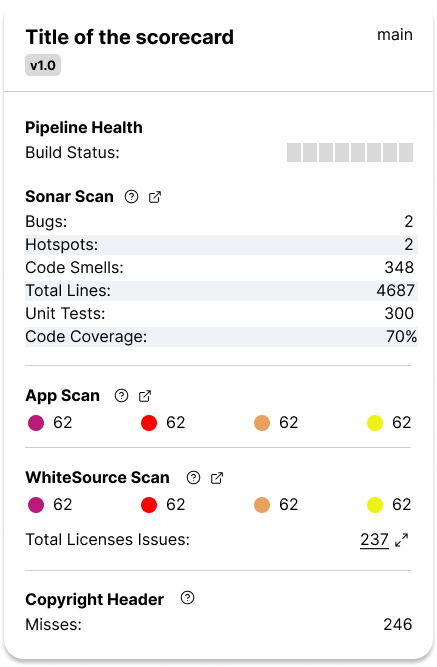 Title of the scorecard main
v1.0
Pipeline Health
Build Status:
Sonar Scan
Bugs: 2
Hotspots: 2
Code Smells: 348
Total Lines: 4687
Unit Tests: 300
Code Coverage: 70%
App Scan
62 62 62 62
WhiteSource Scan
62 62 62 62
Total Licenses Issues: 237
Copyright Header
Misses: 246